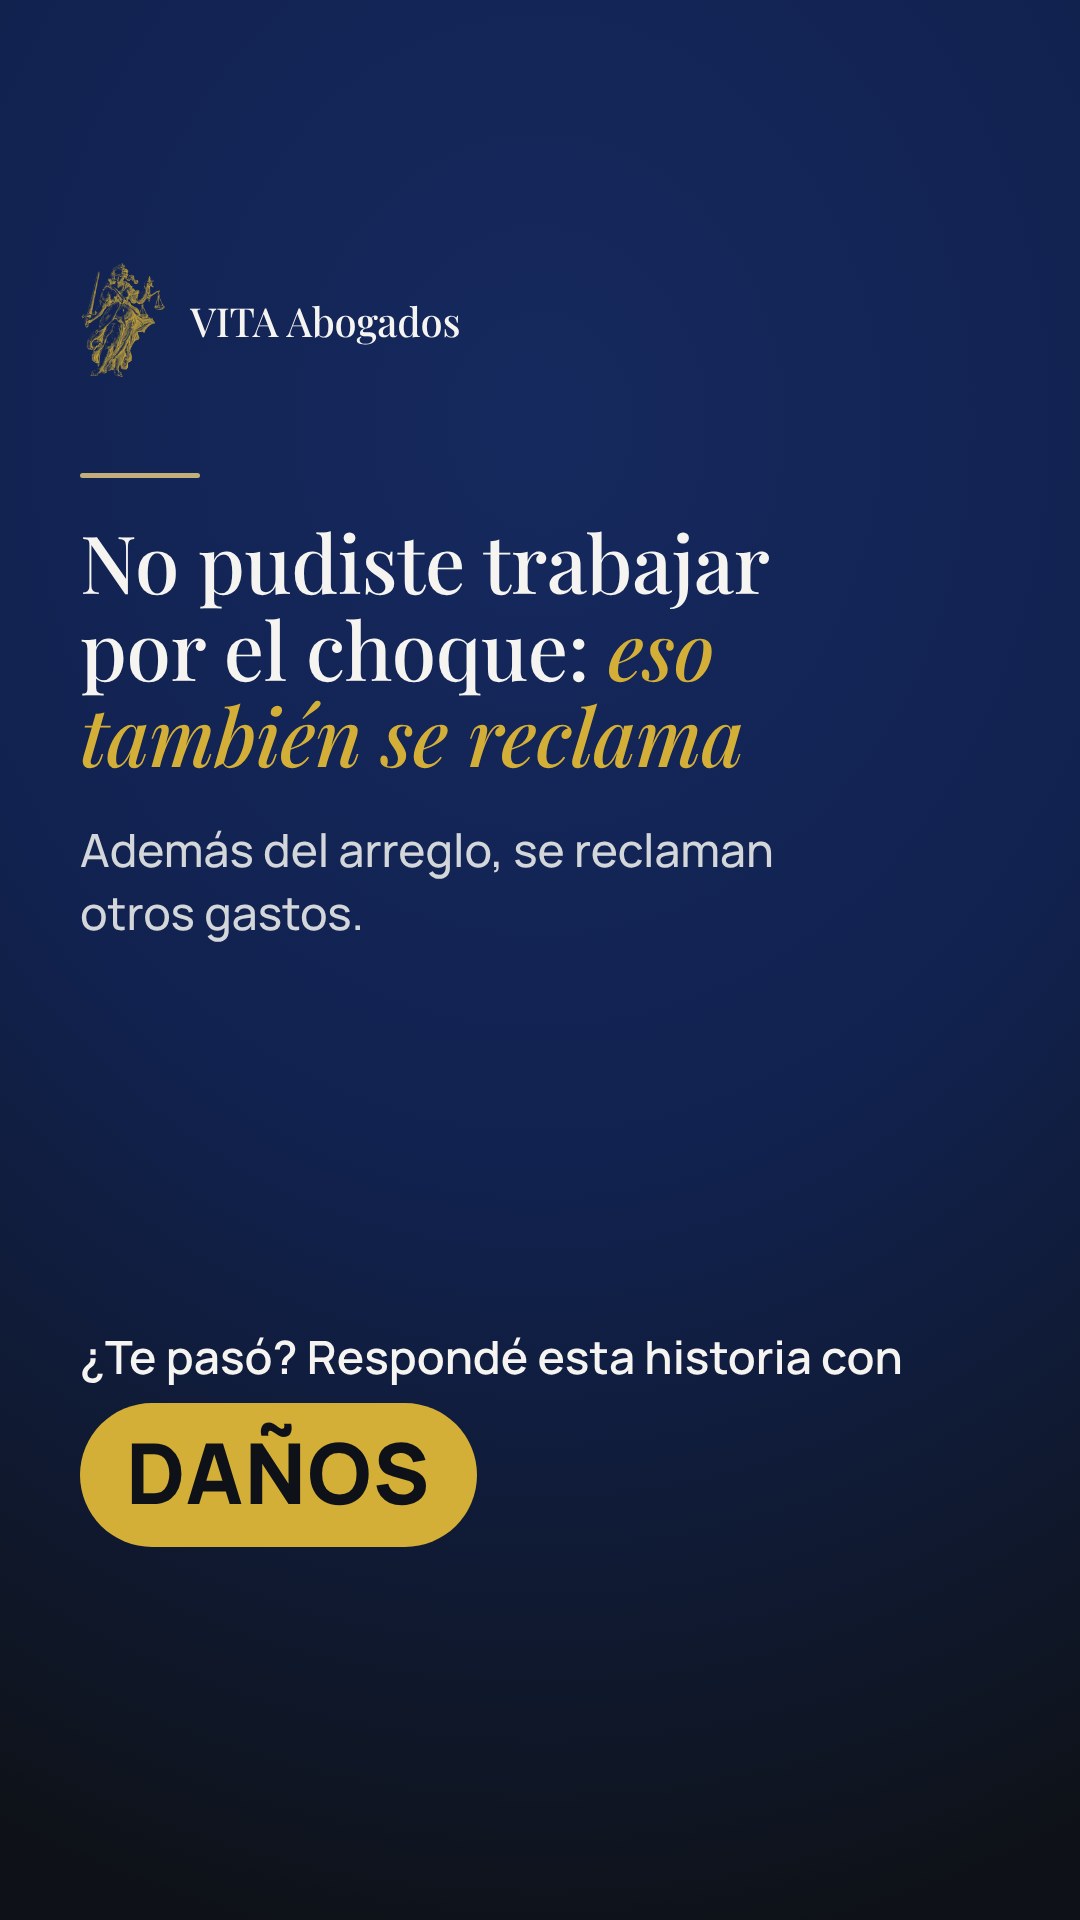 VITA Abogados
No pudiste trabajar
por el choque: eso
también se reclama
Además del arreglo, se reclaman
otros gastos.
¿Te pasó? Respondé esta historia con
DAÑOS